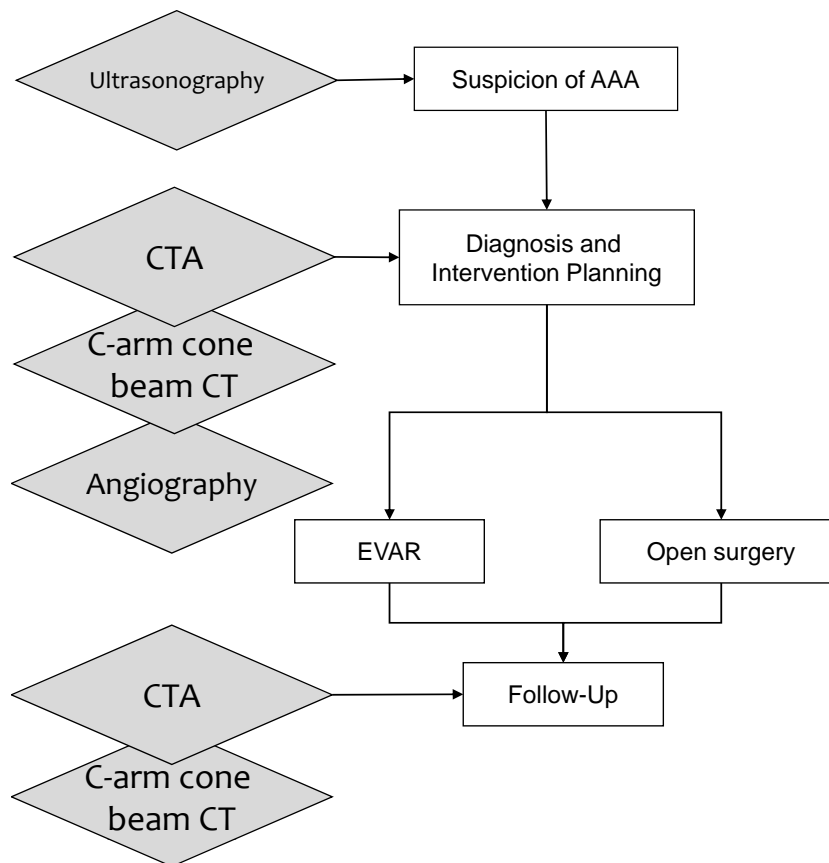 Ultrasonography
Suspicion of AAA
CTA
Diagnosis and
Intervention Planning
C-arm cone
beam CT
Angiography
EVAR
Open surgery
CTA
Follow-Up
C-arm cone
beam CT